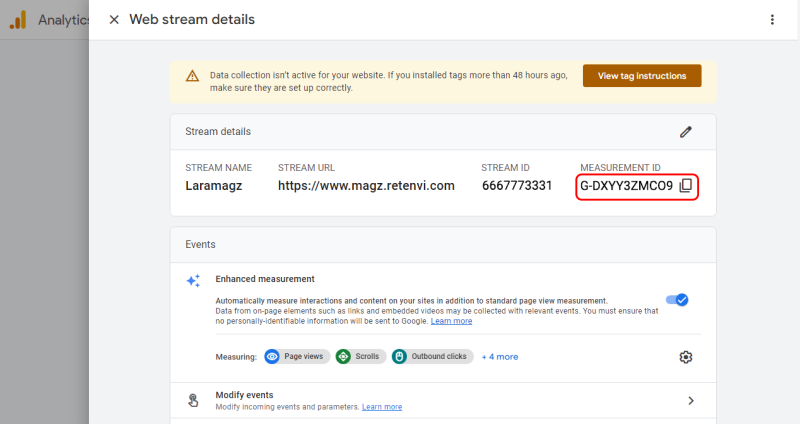 Analytics
Web stream details
Data collection isn't active for your website. If you installed tags more than 48 hours ago,
make sure they are set up correctly.
View tag instructions
Stream details
STREAM NAME STREAM URL STREAM ID MEASUREMENT ID
Laramagz https://www.magz.retenvi.com 6667773331 G-DXYY3ZMCO9
Events
Enhanced measurement
Automatically measure interactions and content on your sites in addition to standard page view measurement.
Data from on-page elements such as links and embedded videos may be collected with relevant events. You must ensure that
no personally-identifiable information will be sent to Google. Learn more
Measuring: Page views Scrolls Outbound clicks + 4 more
Modify events
Modify incoming events and parameters. Learn more